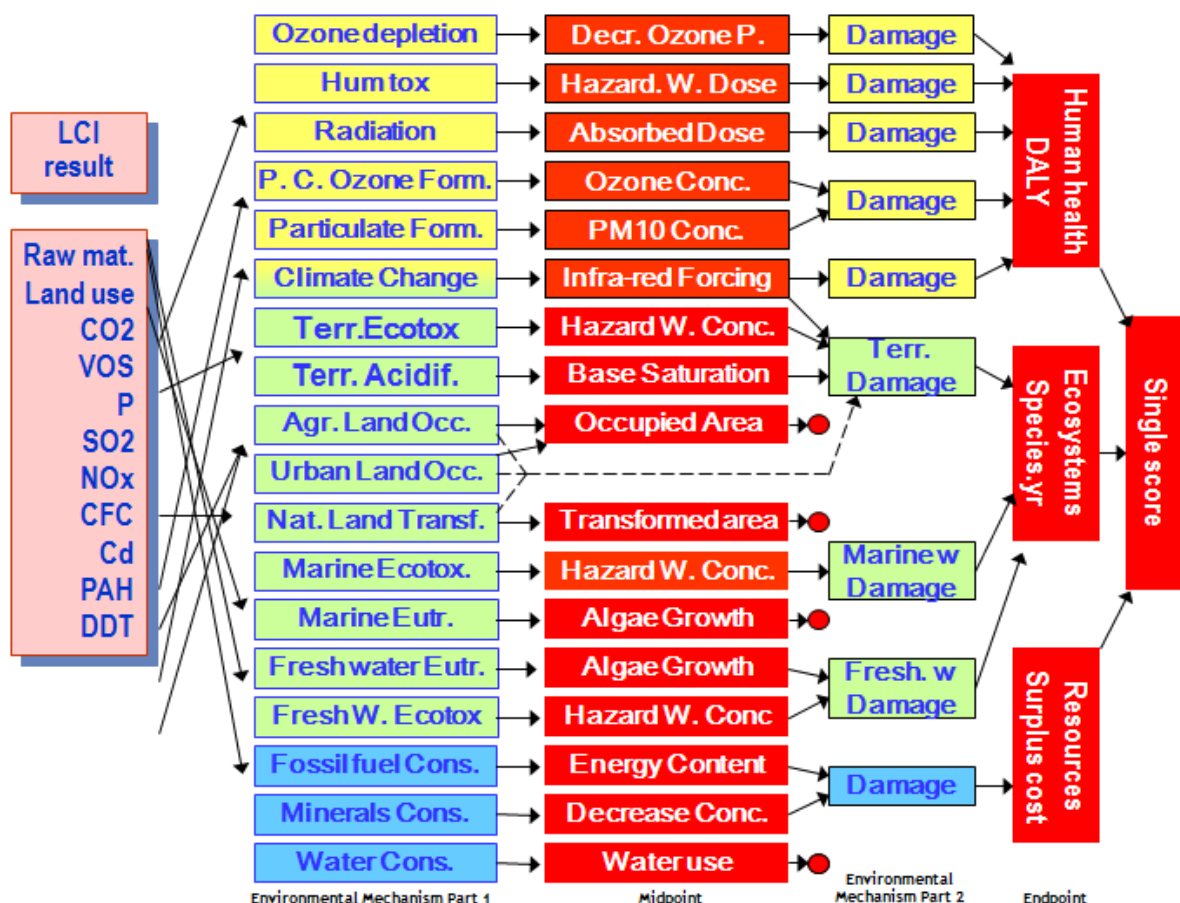 LCI
result
Raw mat.
Land use
CO2
VOS
P
SO2
NOx
CFC
Cd
PAH
DDT
Ozone depletion
Hum tox
Radiation
P. C. Ozone Form.
Particulate Form.
Climate Change
Terr.Ecotox
Terr. Acidif.
Agr. Land Occ.
Urban Land Occ.
Nat. Land Transf.
Marine Ecotox.
Marine Eutr.
Fresh water Eutr.
Fresh W. Ecotox
Fossil fuel Cons.
Minerals Cons.
Water Cons.
Environmental Mechanism Part 1
Decr. Ozone P.
Hazard. W. Dose
Absorbed Dose
Ozone Conc.
PM10 Conc.
Infra-red Forcing
Hazard W. Conc.
Base Saturation
Occupied Area
Transformed area
Hazard W. Conc.
Algae Growth
Algae Growth
Hazard W. Conc
Energy Content
Decrease Conc.
Water use
Midpoint
Damage
Damage
Damage
Damage
Damage
Terr.
Damage
Marine w
Damage
Fresh. w
Damage
Damage
Environmental
Mechanism Part 2
Human health
DALY
Ecosystems
Species.yr
Resources
Surplus cost
Endpoint
Single score